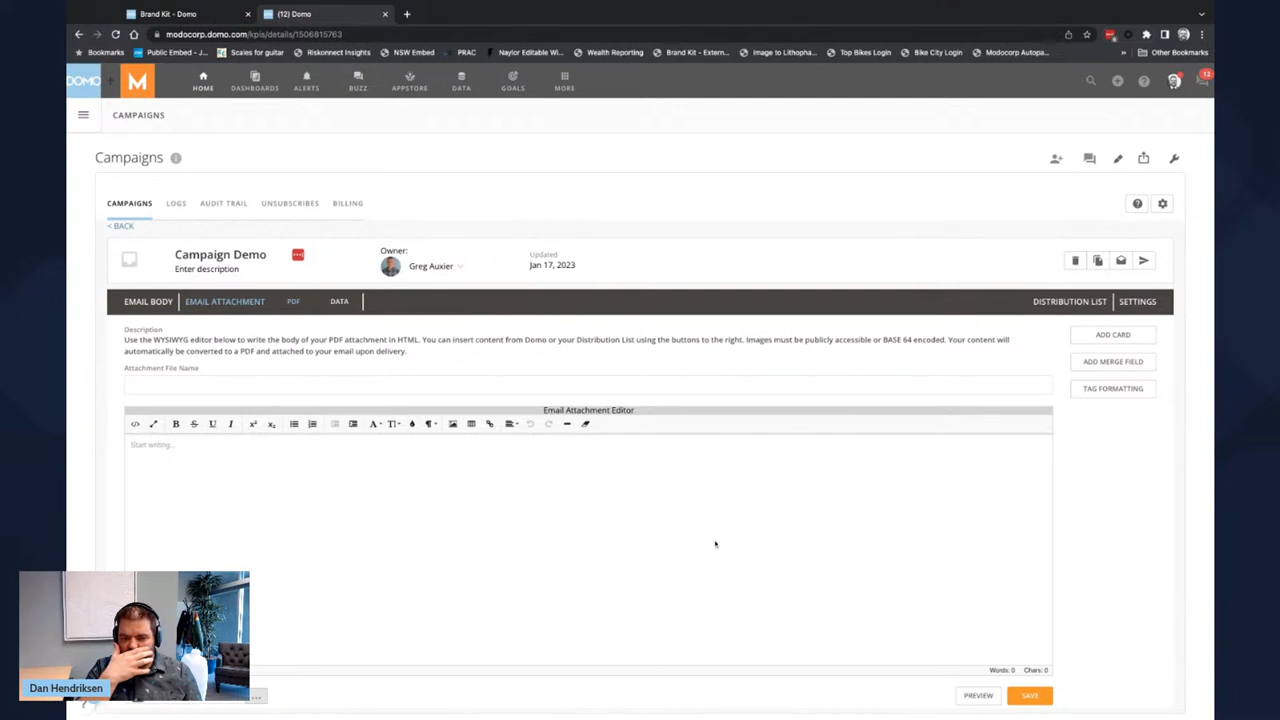 Brand Kit - Domo
(12) Domo
modocorp.domo.com/kpis/details/1506815763
Bookmarks Public Embed -... Scales for guitar Riskonnect Insights NSW Embed PRAC Naylor Editable Wi... Wealth Reporting Brand Kit - Extern... Image to Lithopha... Top Bikes Login Bike City Login Modocorp Autopa... » Other Bookmarks
DOMO M HOME DASHBOARDS ALERTS BUZZ APPSTORE DATA GOALS MORE 12
CAMPAIGNS
Campaigns
CAMPAIGNS LOGS AUDIT TRAIL UNSUBSCRIBES BILLING
< BACK
Campaign Demo
Enter description
Owner:
Greg Auxier
Updated
Jan 17, 2023
EMAIL BODY EMAIL ATTACHMENT PDF DATA DISTRIBUTION LIST SETTINGS
Description
Use the WYSIWYG editor below to write the body of your PDF attachment in HTML. You can insert content from Domo or your Distribution List using the buttons to the right. Images must be publicly accessible or BASE 64 encoded. Your content
will automatically be converted to a PDF and attached to your email upon delivery.
ADD CARD
ADD MERGE FIELD
TAG FORMATTING
Attachment File Name
Email Attachment Editor
Start writing...
Words: 0 Chars: 0
PREVIEW SAVE
Dan Hendriksen